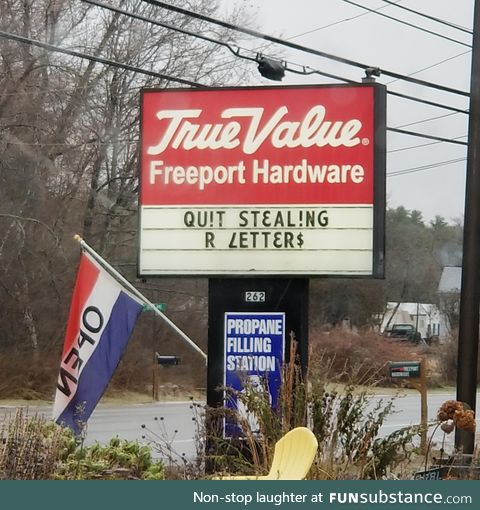 True Value®
Freeport Hardware
QU!T STEAL!NG
R LETTER$
262
PROPANE
FILLING
STATION
OPEN
Non-stop laughter at FUNsubstance.com